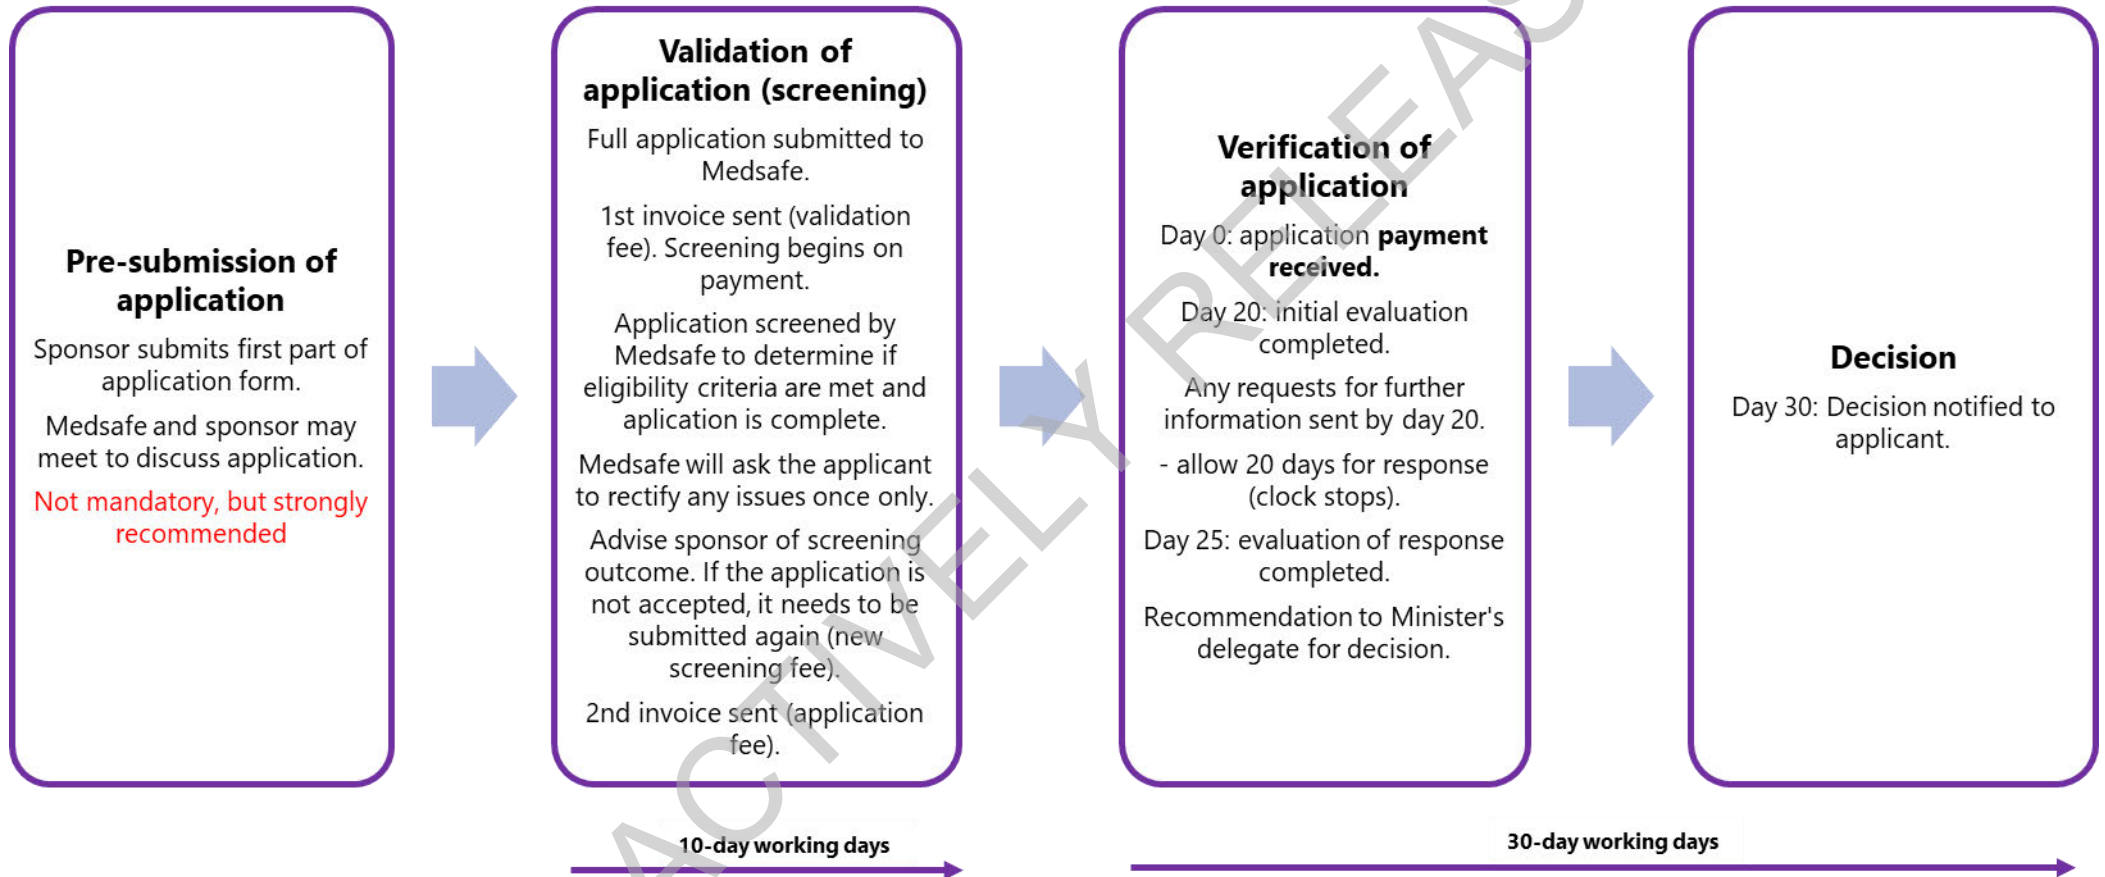 Pre-submission of
application
Sponsor submits first part of
application form.
Medsafe and sponsor may
meet to discuss application.
Not mandatory, but strongly
recommended
Validation of
application (screening)
Full application submitted to
Medsafe.
1st invoice sent (validation
fee). Screening begins on
payment.
Application screened by
Medsafe to determine if
eligibility criteria are met and
aplication is complete.
Medsafe will ask the applicant
to rectify any issues once only.
Advise sponsor of screening
outcome. If the application is
not accepted, it needs to be
submitted again (new
screening fee).
2nd invoice sent (application
fee).
Verification of
application
Day 0: application payment
received.
Day 20: initial evaluation
completed.
Any requests for further
information sent by day 20.
- allow 20 days for response
(clock stops).
Day 25: evaluation of response
completed.
Recommendation to Minister's
delegate for decision.
Decision
Day 30: Decision notified to
applicant.
10-day working days
30-day working days
ACTIVELY RELEAS